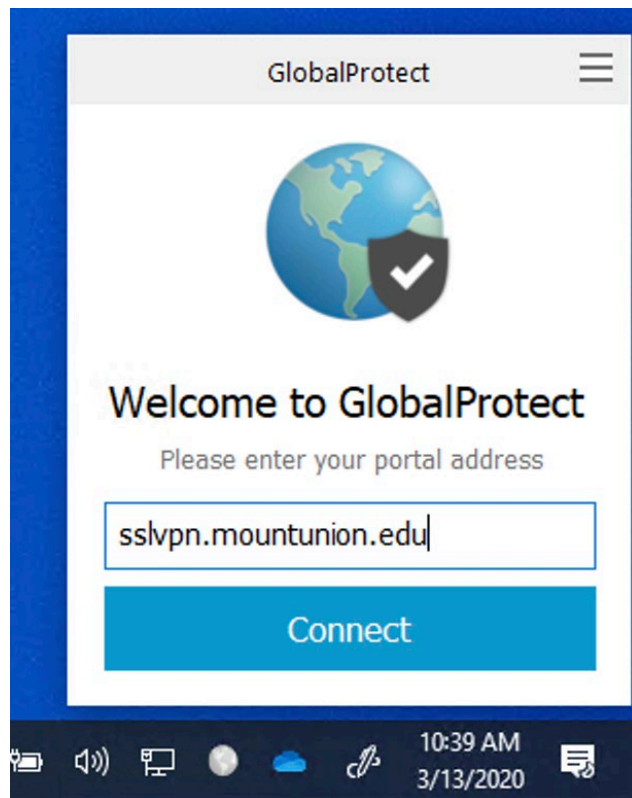 GlobalProtect
Welcome to GlobalProtect
Please enter your portal address
sslvpn.mountunion.edu
Connect
10:39 AM
3/13/2020